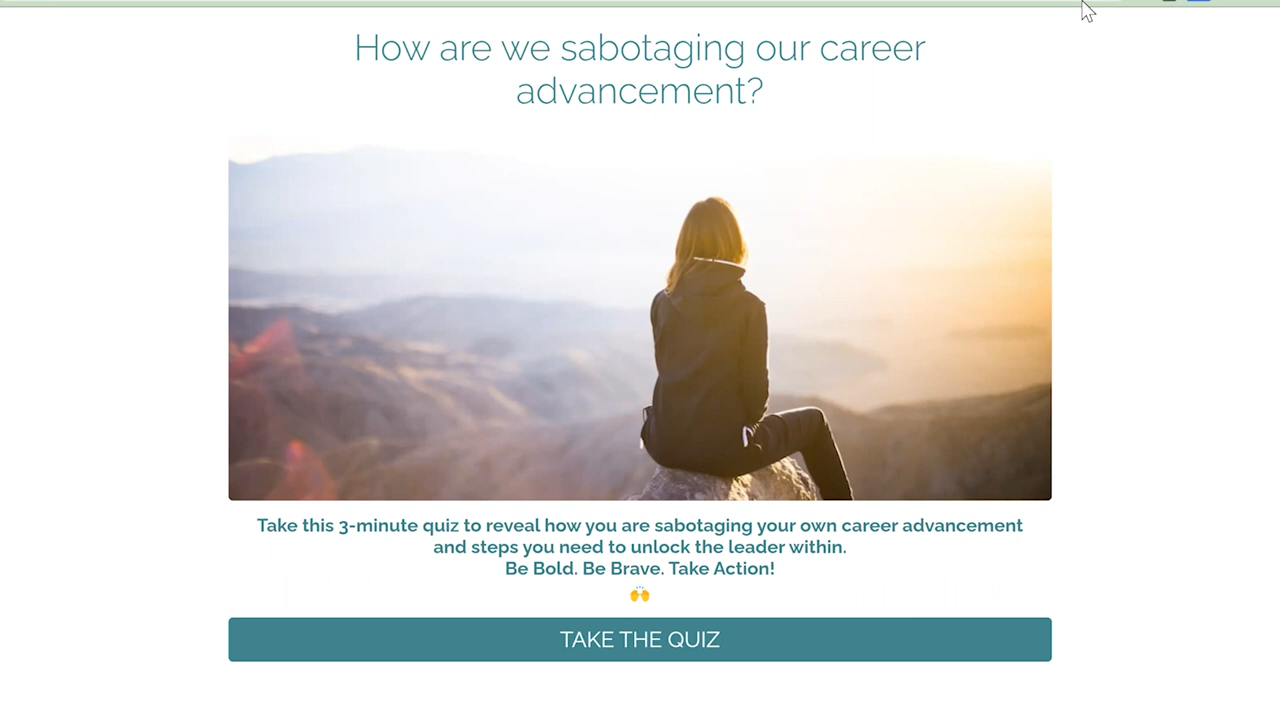 How are we sabotaging our career
advancement?
Take this 3-minute quiz to reveal how you are sabotaging your own career advancement
and steps you need to unlock the leader within.
Be Bold. Be Brave. Take Action!
🙌
TAKE THE QUIZ